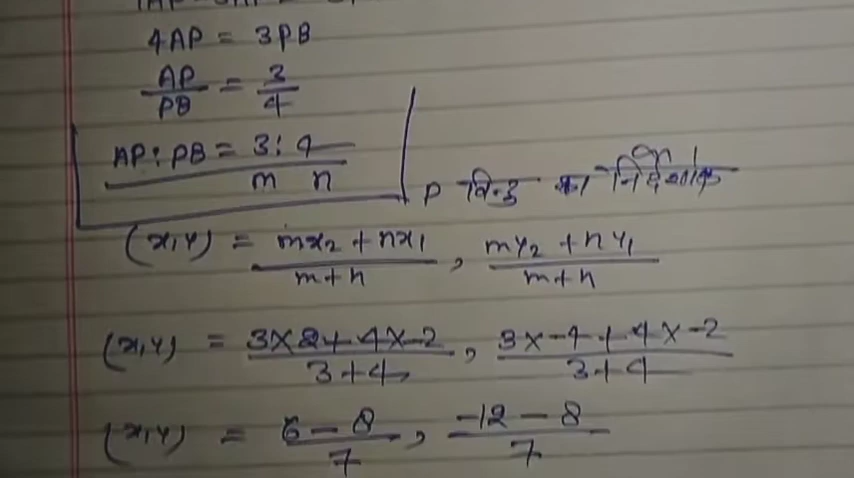 4AP = 3PB
AP/PB = 3/4
AP : PB = 3 : 4
m n
P बिन्दु का निर्देशांक
(x,y) = mx₂ + nx₁ / m+n , my₂ + ny₁ / m+n
(x,y) = 3×2+4×-2 / 3+4 , 3×-4+4×-2 / 3+4
(x,y) = 6 - 8 / 7 , -12 - 8 / 7